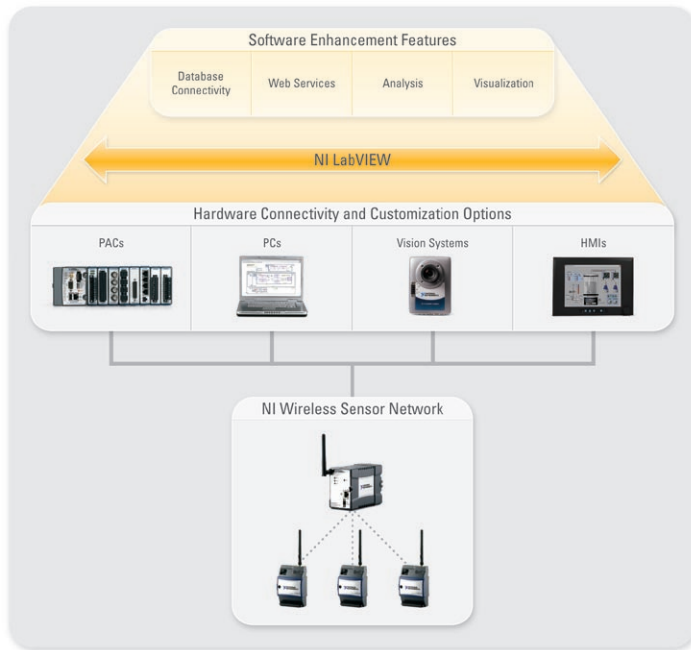 Software Enhancement Features
Database
Connectivity
Web Services
Analysis
Visualization
NI LabVIEW
Hardware Connectivity and Customization Options
PACs
PCs
Vision Systems
HMIs
NI Wireless Sensor Network